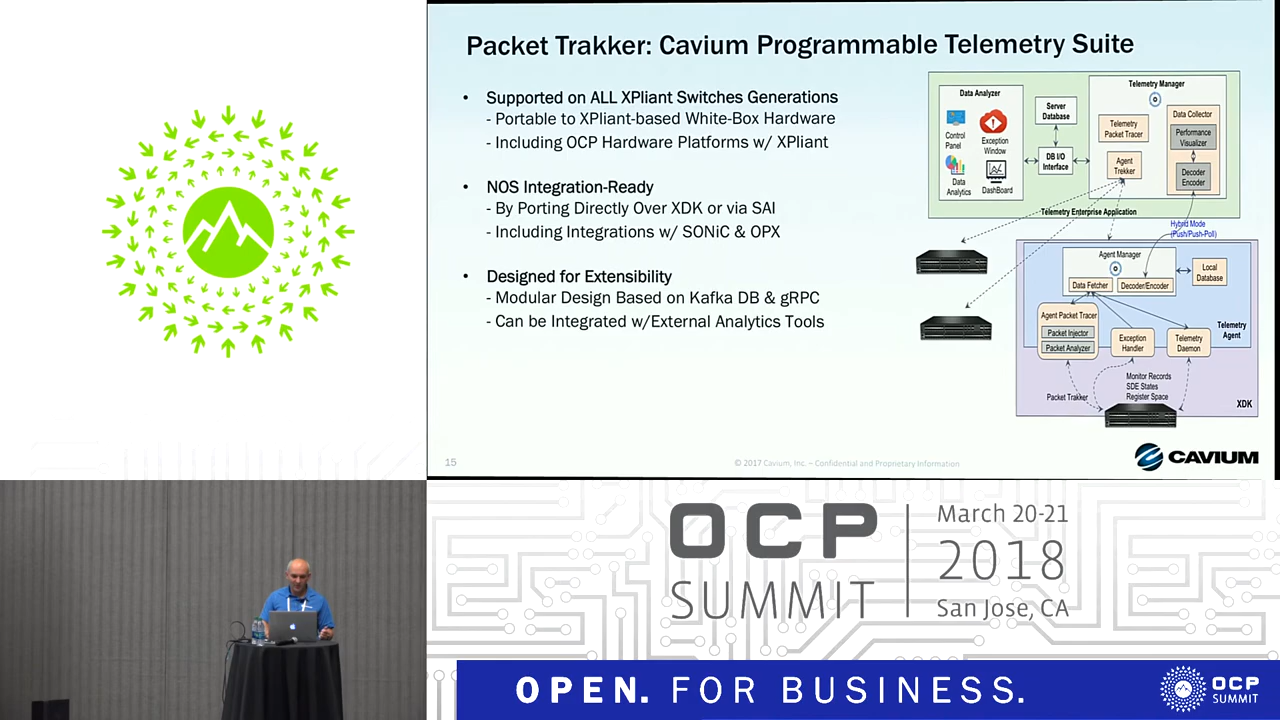 Packet Trakker: Cavium Programmable Telemetry Suite
• Supported on ALL XPliant Switches Generations
- Portable to XPliant-based White-Box Hardware
- Including OCP Hardware Platforms w/ XPliant
• NOS Integration-Ready
- By Porting Directly Over XDK or via SAI
- Including Integrations w/ SONiC & OPX
• Designed for Extensibility
- Modular Design Based on Kafka DB & gRPC
- Can be Integrated w/External Analytics Tools
Data Analyzer
Control
Panel
Exception
Window
Data
Analytics
DashBoard
Server
Database
DB I/O
Interface
Telemetry Manager
Telemetry
Packet Tracer
Agent
Trekker
Data Collector
Performance
Visualizer
Decoder
Encoder
Telemetry Enterprise Application
Hybrid Mode
(Push/Push-Poll)
Agent Manager
Data Fetcher
Decoder/Encoder
Local
Database
Agent Packet Tracer
Packet Injector
Packet Analyzer
Exception
Handler
Telemetry
Daemon
Telemetry
Agent
Monitor Records
SDE States
Register Space
Packet Trakker
XDK
15
© 2017 Cavium, Inc. – Confidential and Proprietary Information
CAVIUM
OCP
SUMMIT
March 20-21
2018
San Jose, CA
OPEN. FOR BUSINESS.
OCP
SUMMIT